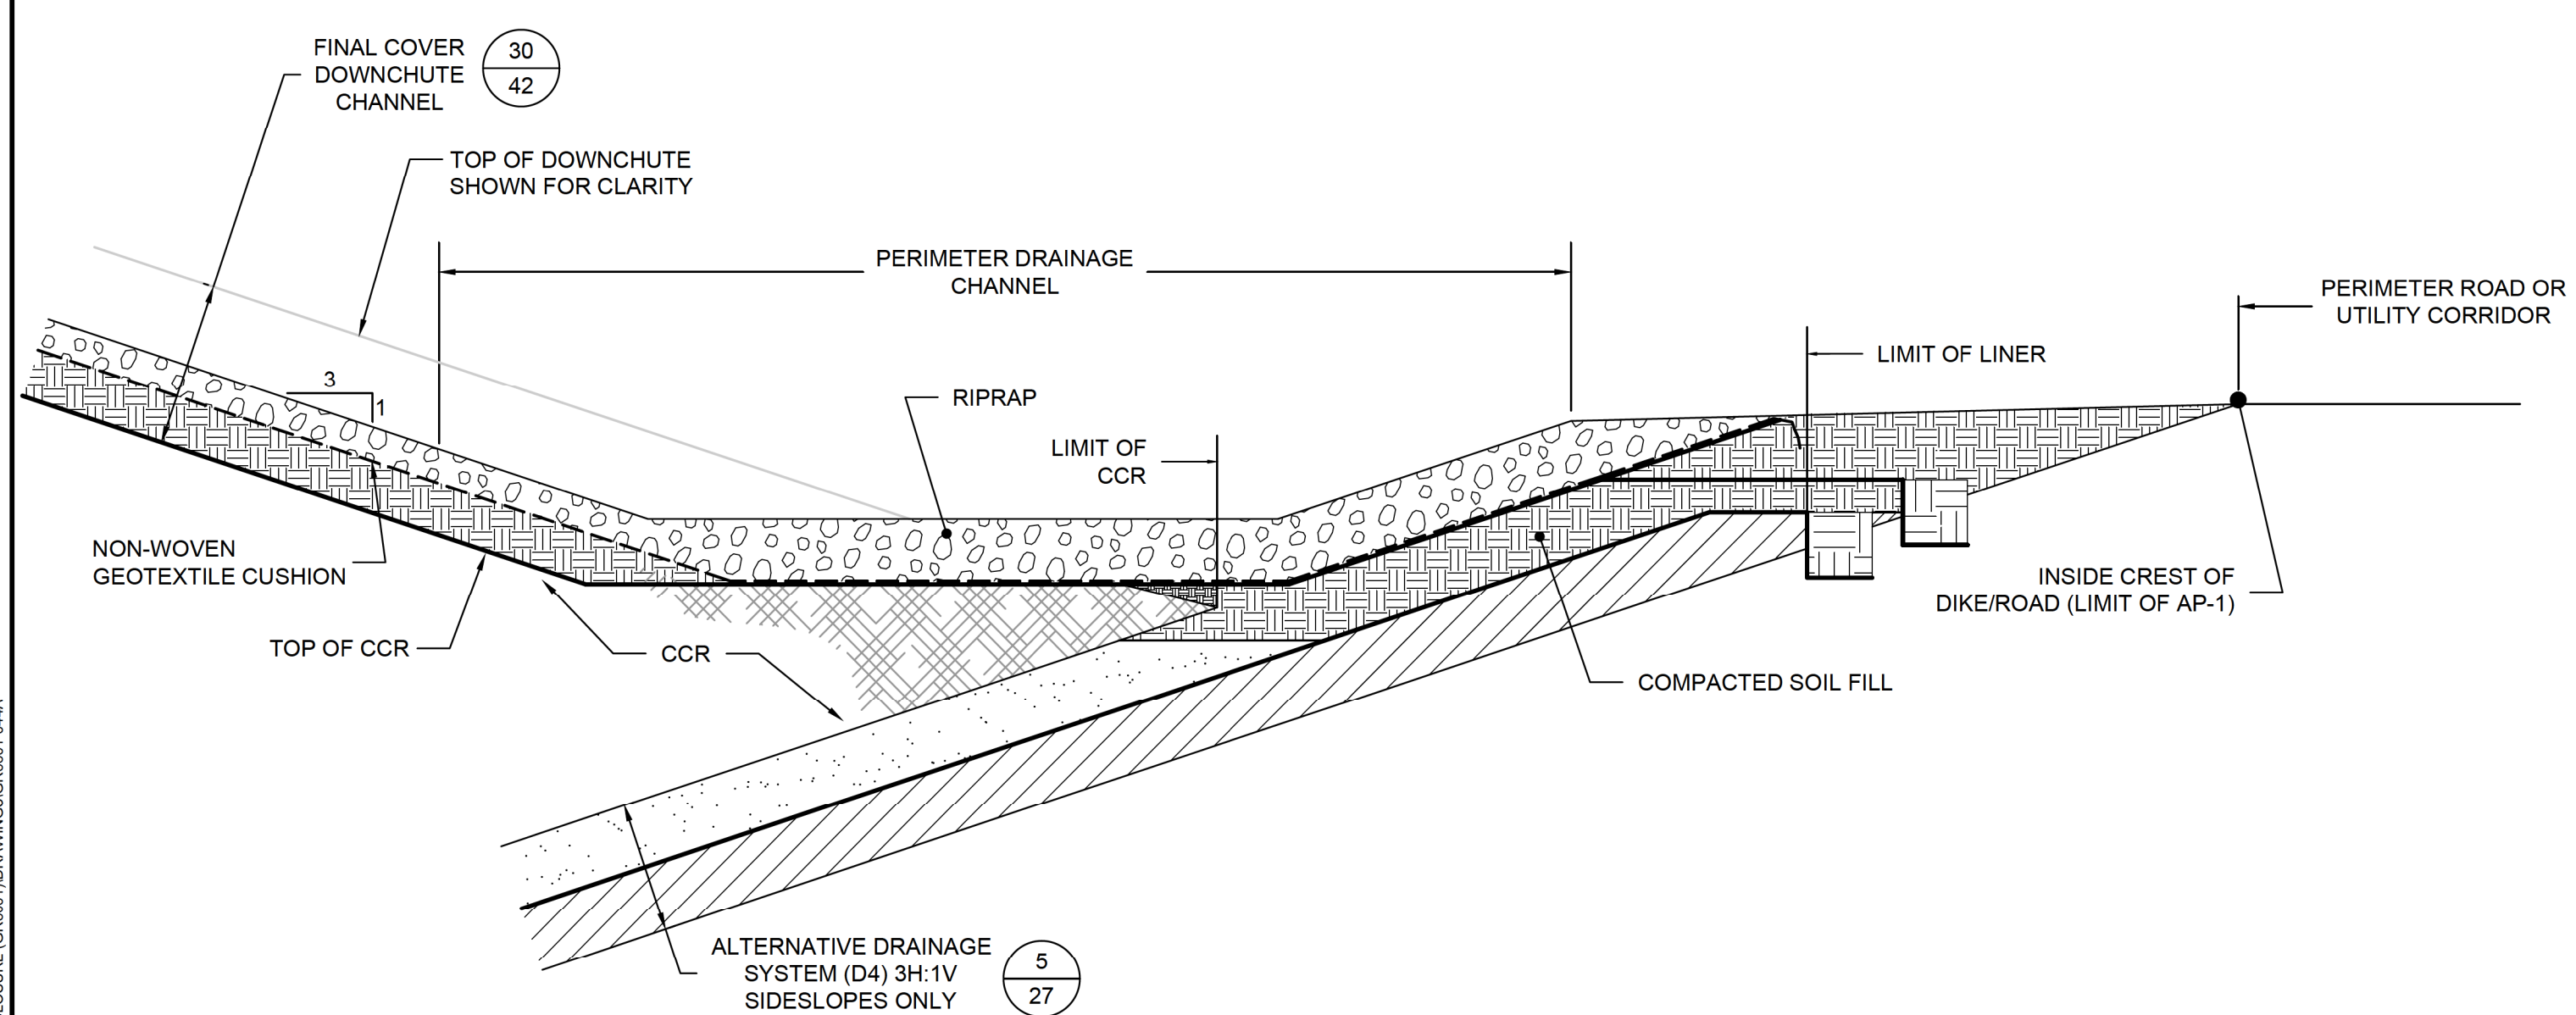 FINAL COVER
DOWNCHUTE
CHANNEL
30
42
TOP OF DOWNCHUTE
SHOWN FOR CLARITY
PERIMETER DRAINAGE
CHANNEL
PERIMETER ROAD OR
UTILITY CORRIDOR
LIMIT OF LINER
3
1
RIPRAP
LIMIT OF
CCR
NON-WOVEN
GEOTEXTILE CUSHION
INSIDE CREST OF
DIKE/ROAD (LIMIT OF AP-1)
TOP OF CCR
CCR
COMPACTED SOIL FILL
ALTERNATIVE DRAINAGE
SYSTEM (D4) 3H:1V
SIDESLOPES ONLY
5
27